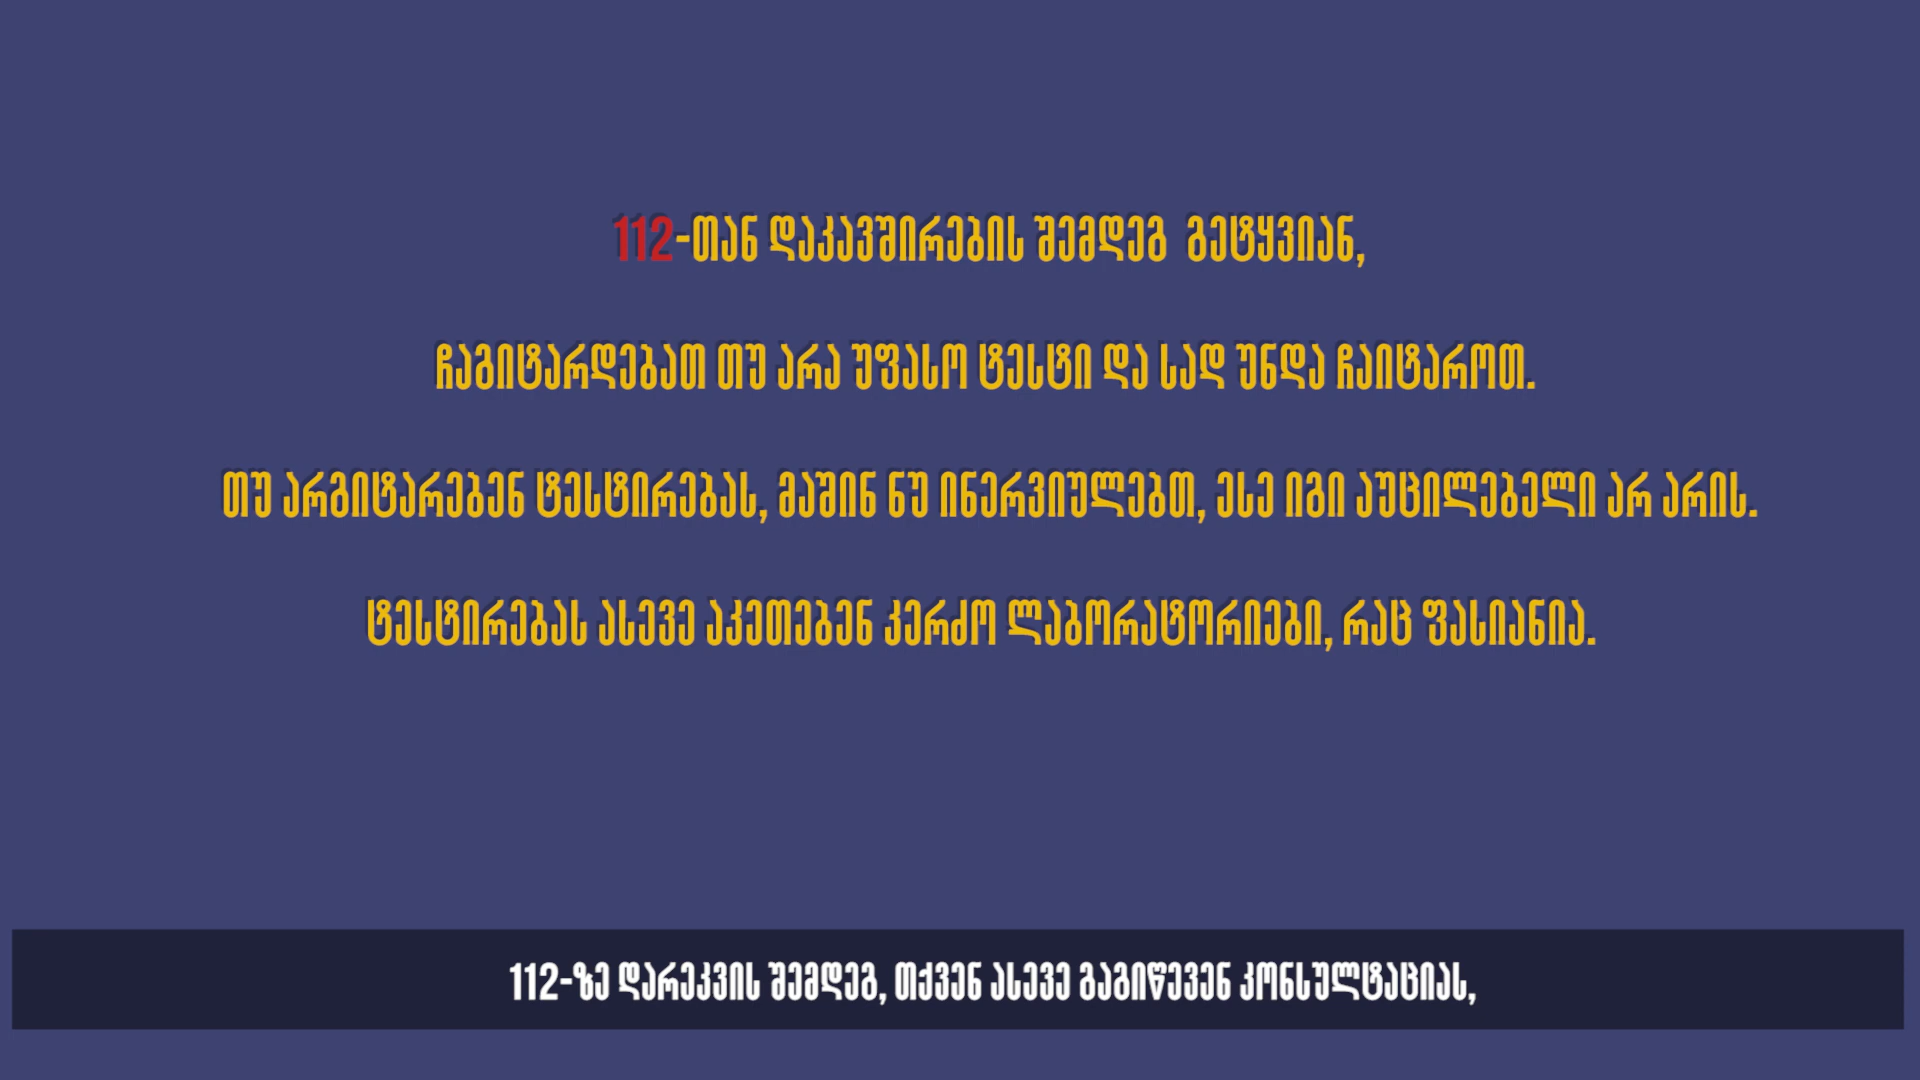 112-თან დაკავშირების შემდეგ გეტყვიან,
ჩაგიტარდებათ თუ არა უფასო ტესტი და სად უნდა ჩაიტაროთ.
თუ არგიტარებენ ტესტირებას, მაშინ ნუ ინერვიულებთ, ესე იგი აუცილებელი არ არის.
ტესტირებას ასევე აკეთებენ კერძო ლაბორატორიები, რაც ფასიანია.
112-ზე დარეკვის შემდეგ, თქვენ ასევე გაგიწევენ კონსულტაციას,